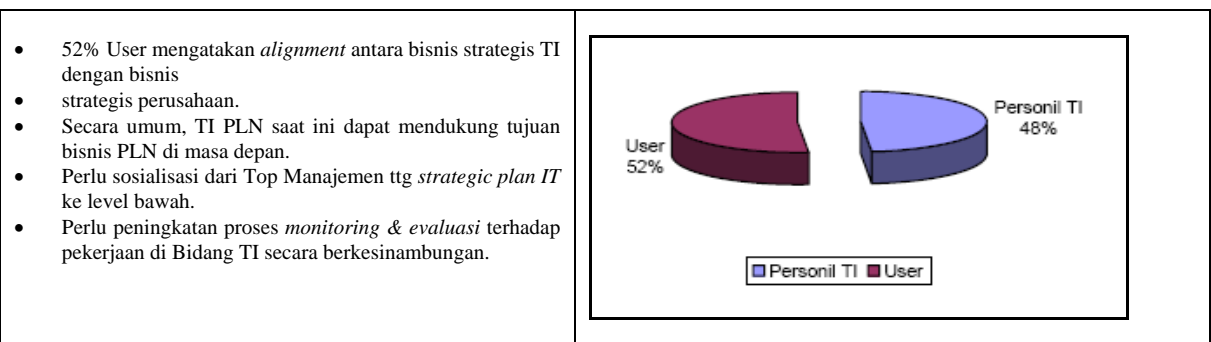 • 52% User mengatakan alignment antara bisnis strategis TI
dengan bisnis
• strategis perusahaan.
• Secara umum, TI PLN saat ini dapat mendukung tujuan
bisnis PLN di masa depan.
• Perlu sosialisasi dari Top Manajemen ttg strategic plan IT
ke level bawah.
• Perlu peningkatan proses monitoring & evaluasi terhadap
pekerjaan di Bidang TI secara berkesinambungan.
User
52%
Personil TI
48%
Personil TI User